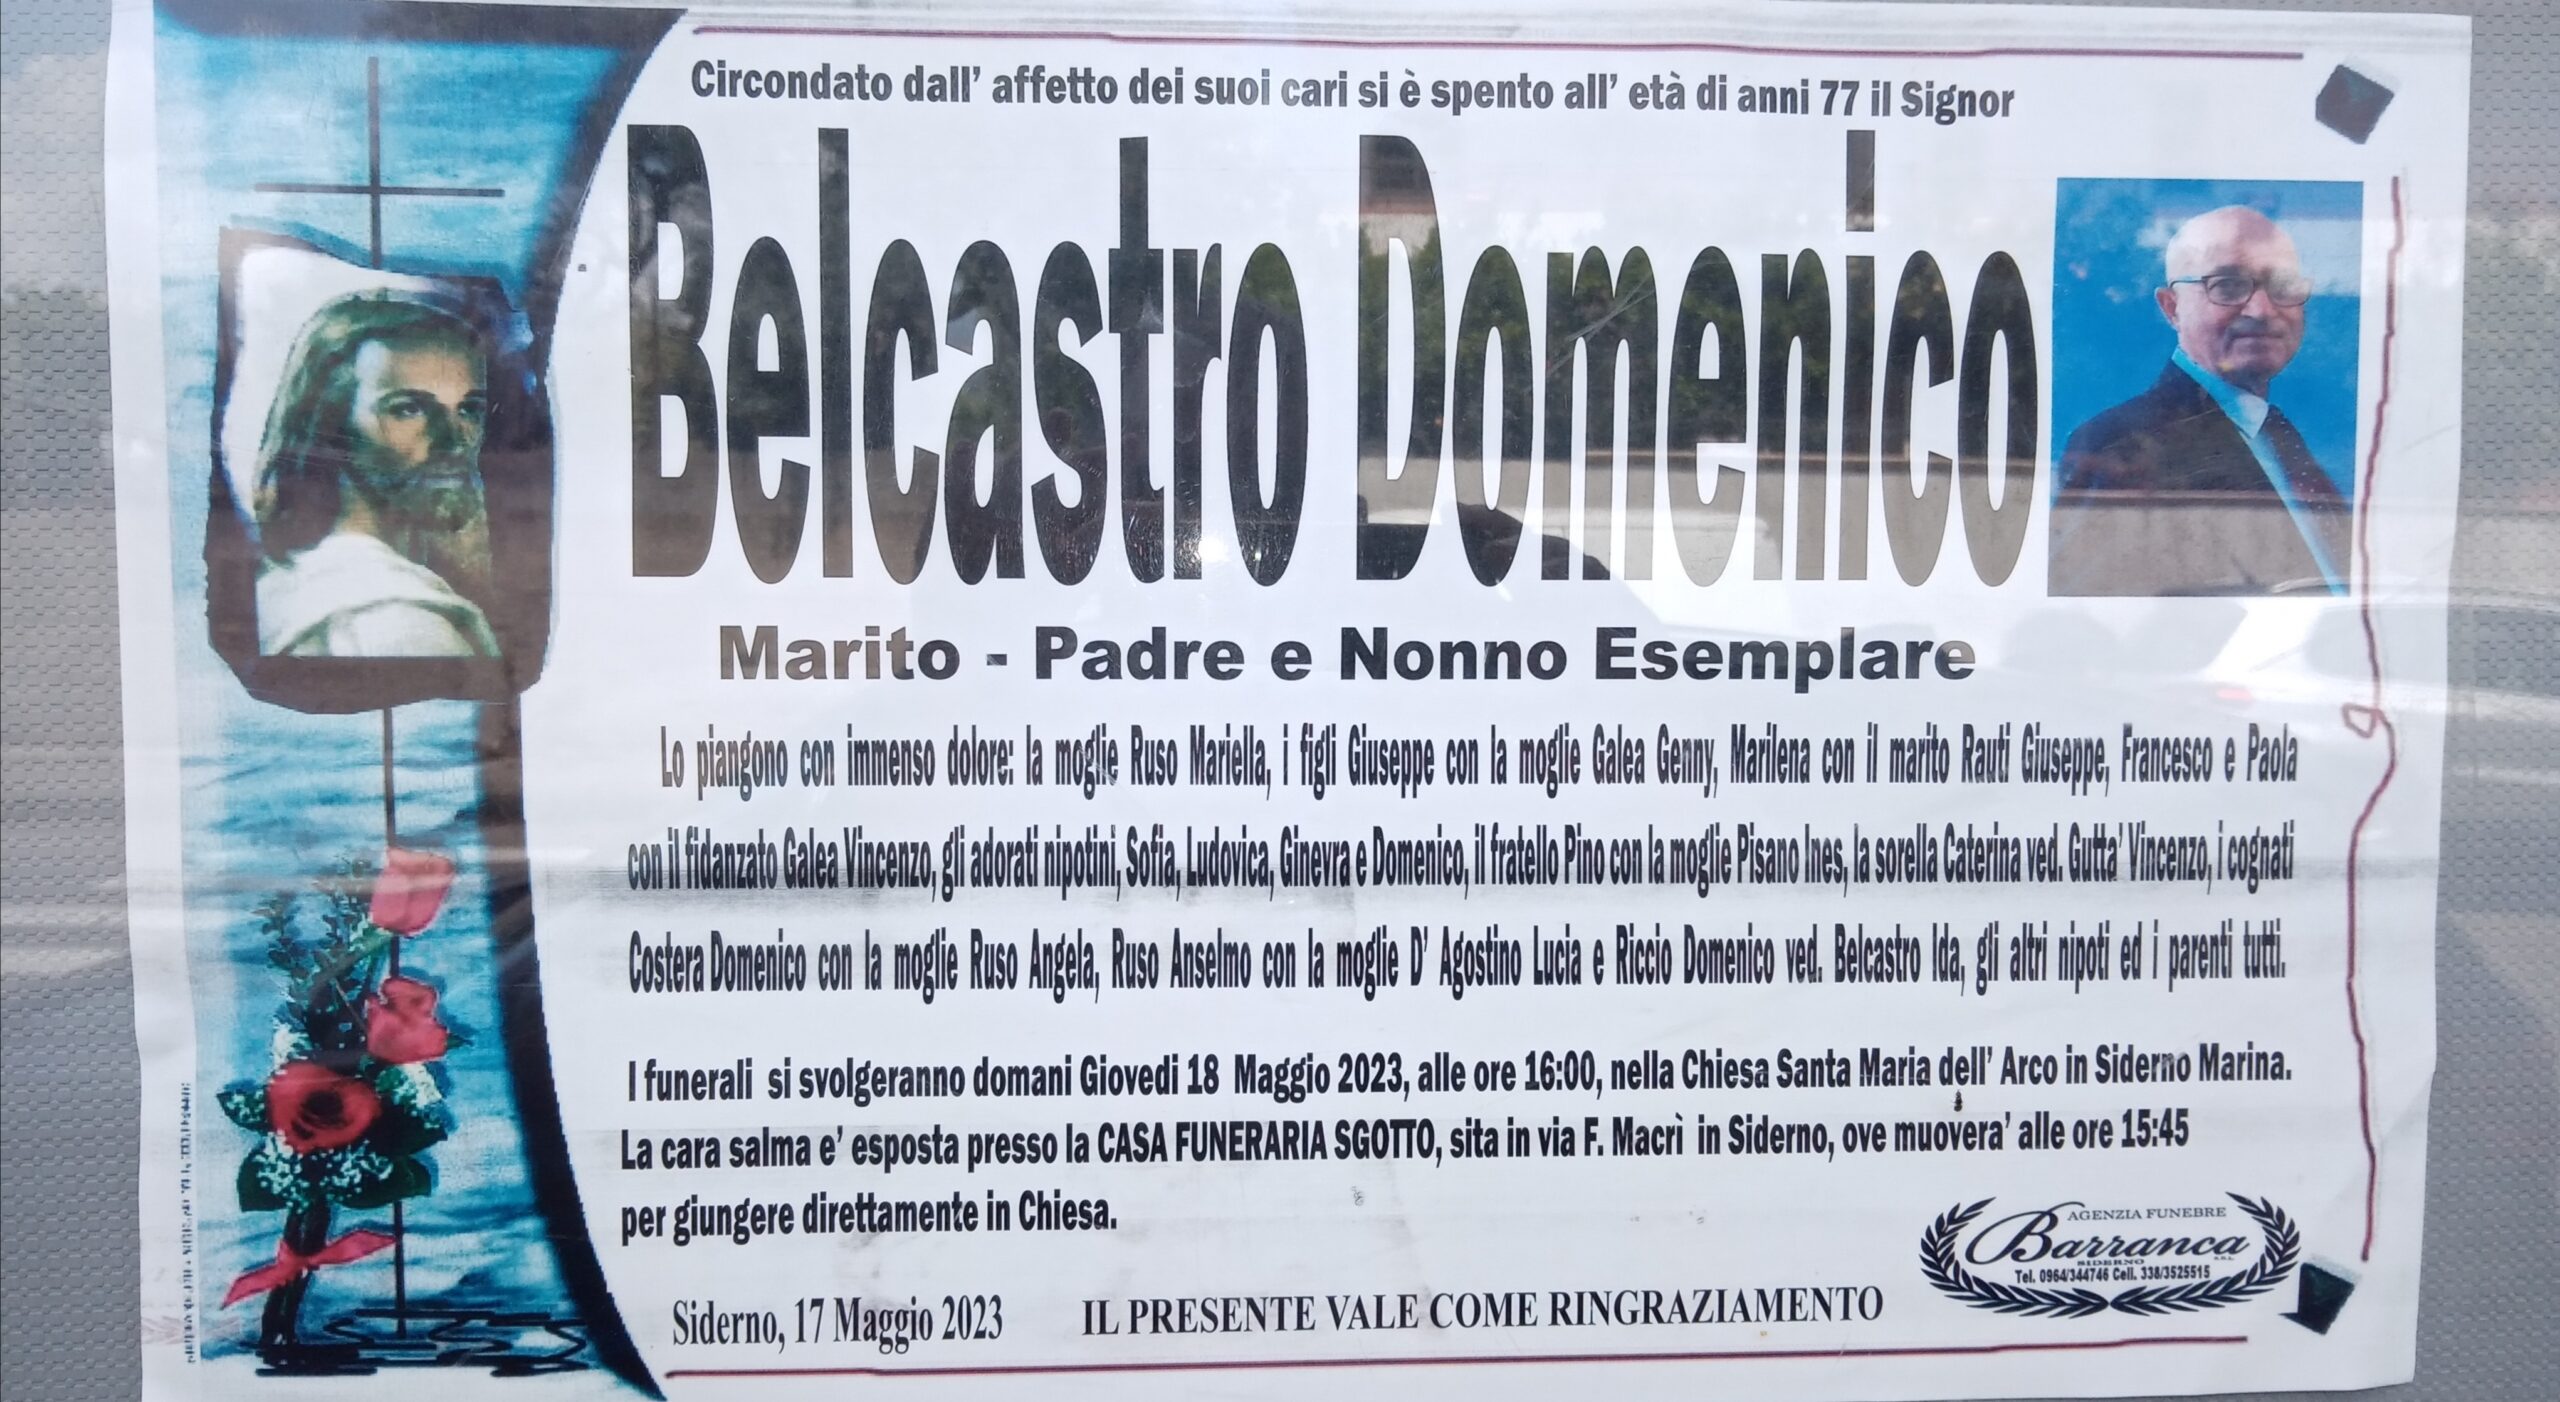 Circondato dall' affetto dei suoi cari si è spento all' età di anni 77 il Signor
Belcastro Domenico
Marito - Padre e Nonno Esemplare
Lo piangono con immenso dolore: la moglie Ruso Mariella, i figli Giuseppe con la moglie Galea Genny, Marilena con il marito Rauti Giuseppe, Francesco e Paola
con il fidanzato Galea Vincenzo, gli adorati nipotini, Sofia, Ludovica, Ginevra e Domenico, il fratello Pino con la moglie Pisano Ines, la sorella Caterina ved. Gutta' Vincenzo, i cognati
Costera Domenico con la moglie Ruso Angela, Ruso Anselmo con la moglie D' Agostino Lucia e Riccio Domenico ved. Belcastro Ida, gli altri nipoti ed i parenti tutti.
I funerali si svolgeranno domani Giovedi 18 Maggio 2023, alle ore 16:00, nella Chiesa Santa Maria dell' Arco in Siderno Marina.
La cara salma e' esposta presso la CASA FUNERARIA SGOTTO, sita in via F. Macrì in Siderno, ove muovera' alle ore 15:45
per giungere direttamente in Chiesa.
AGENZIA FUNEBRE
Barranca
SIDERNO S.R.L.
Tel. 0964/344746 Cell. 338/3525515
Siderno, 17 Maggio 2023 IL PRESENTE VALE COME RINGRAZIAMENTO